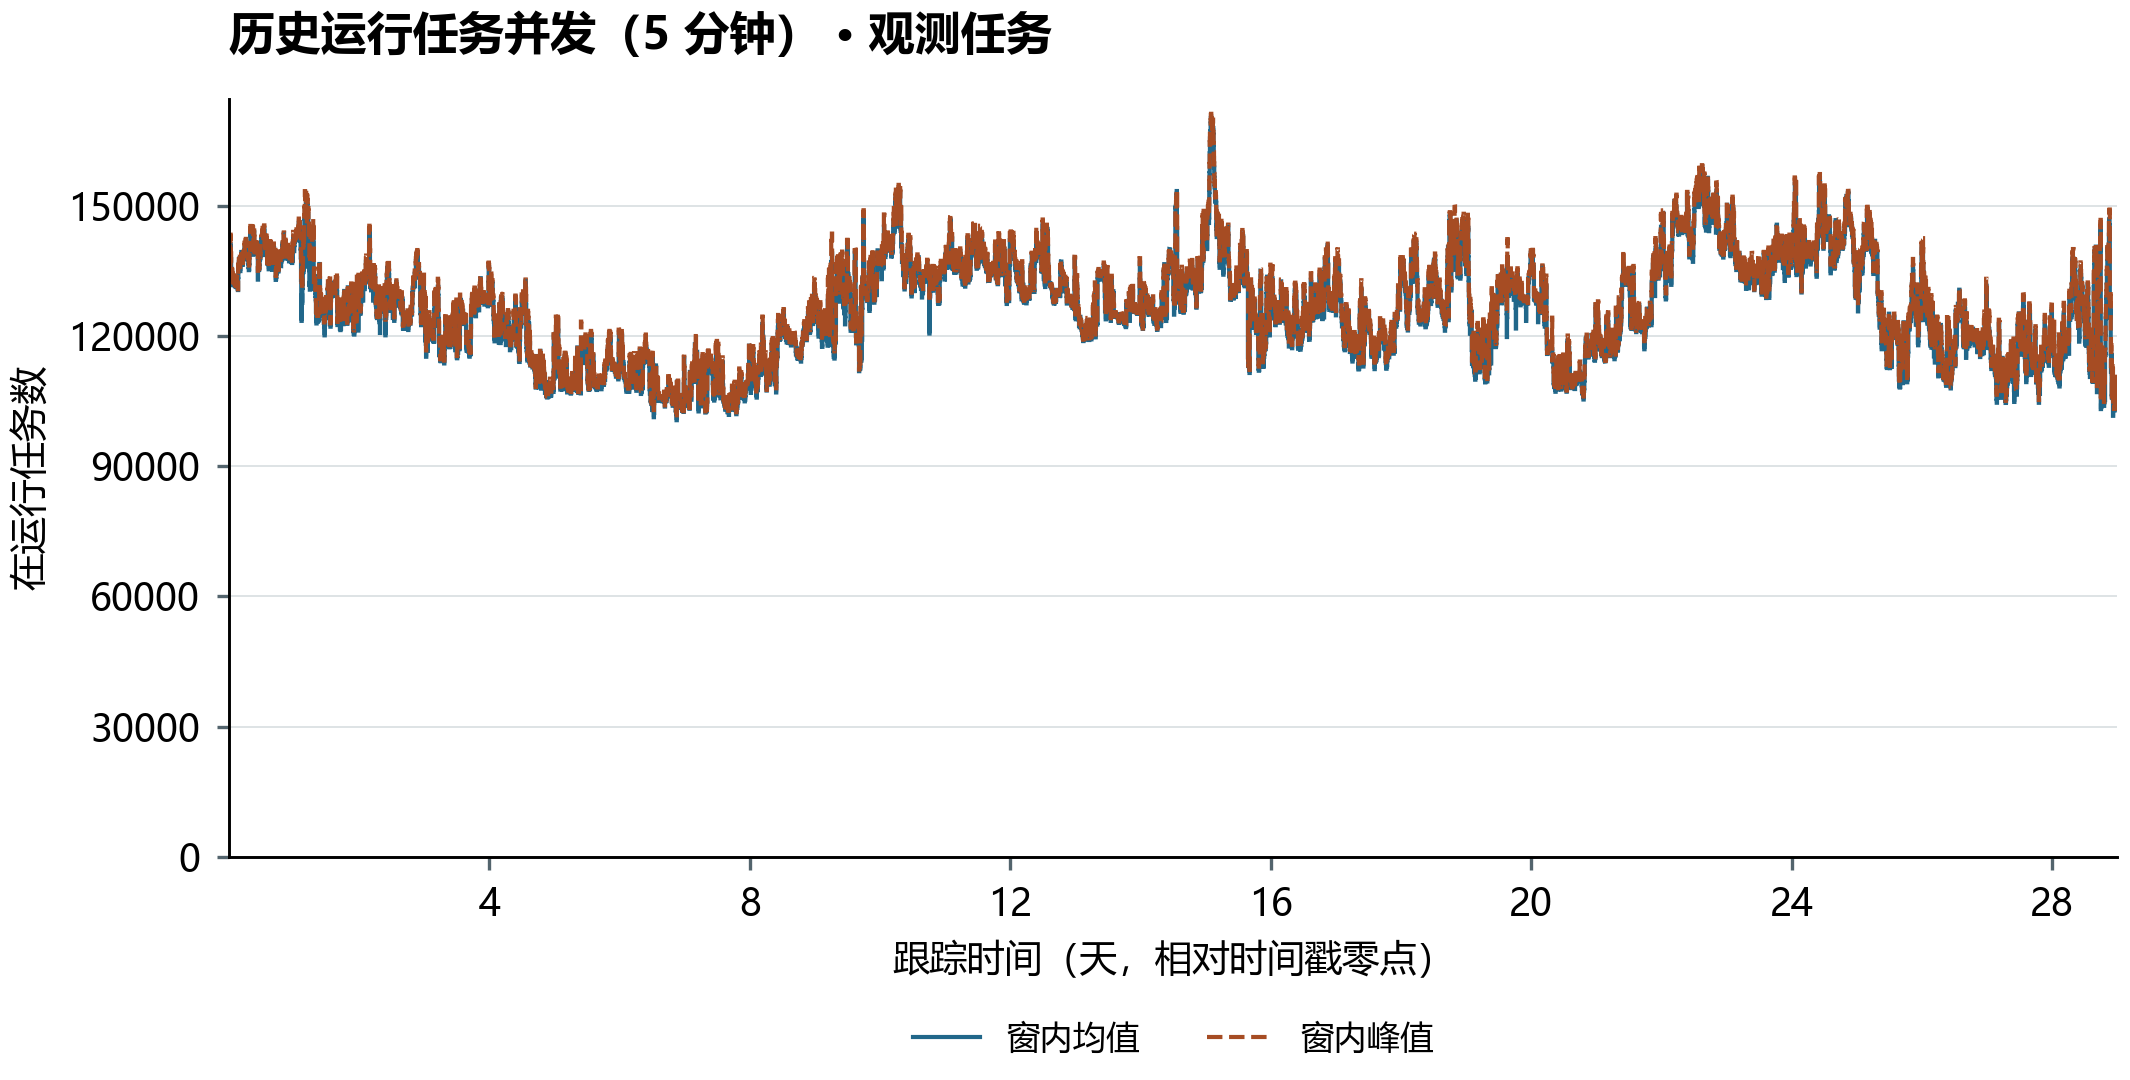 历史运行任务并发（5 分钟） • 观测任务
在运行任务数
150000
120000
90000
60000
30000
0
4 8 12 16 20 24 28
跟踪时间（天，相对时间戳零点）
窗内均值 窗内峰值